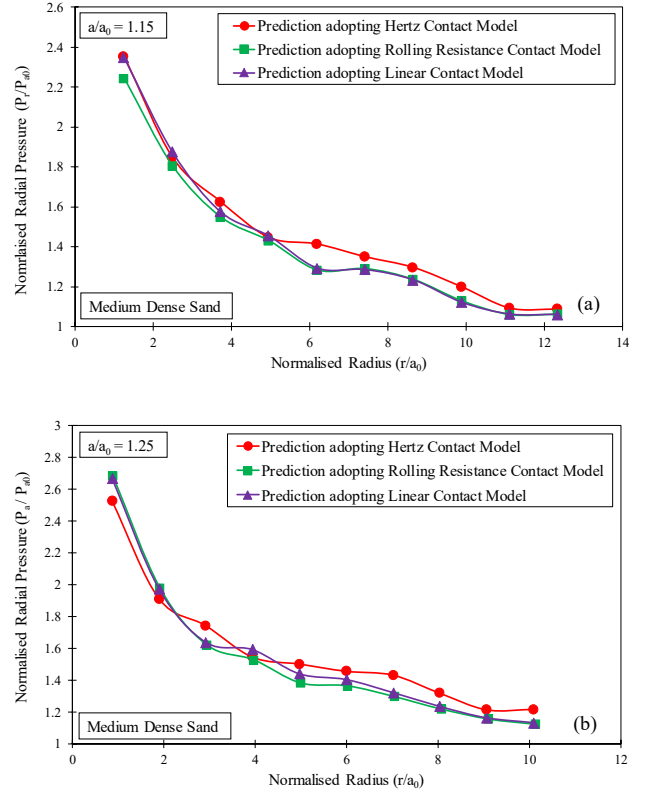 a/a0 = 1.15
Prediction adopting Hertz Contact Model
Prediction adopting Rolling Resistance Contact Model
Prediction adopting Linear Contact Model
Nomrlaised Radial Pressure (Pr/Pa0)
2.6
2.4
2.2
2
1.8
1.6
1.4
1.2
1
Medium Dense Sand
(a)
0
2
4
6
8
10
12
14
Normalised Radius (r/a0)
a/a0 = 1.25
Prediction adopting Hertz Contact Model
Prediction adopting Rolling Resistance Contact Model
Prediction adopting Linear Contact Model
Normalised Radial Pressure (Pa/ Pa0)
3
2.8
2.6
2.4
2.2
2
1.8
1.6
1.4
1.2
1
Medium Dense Sand
(b)
0
2
4
6
8
10
12
Normalised Radius (r/a0)